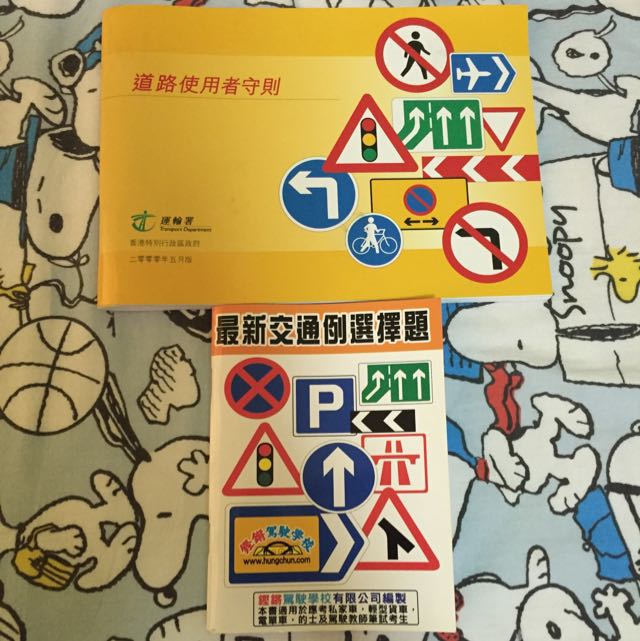 道路使用者守則
運輸署
Transport Department
香港特別行政區政府
二零零零年五月版
Snoopy
最新交通例選擇題
P
鏗鏘駕駛學校
www.hungchun.com
鏗鏘駕駛學校有限公司編製
本書適用於應考私家車，輕型貨車，
電單車，的士及駕駛教師筆試考生